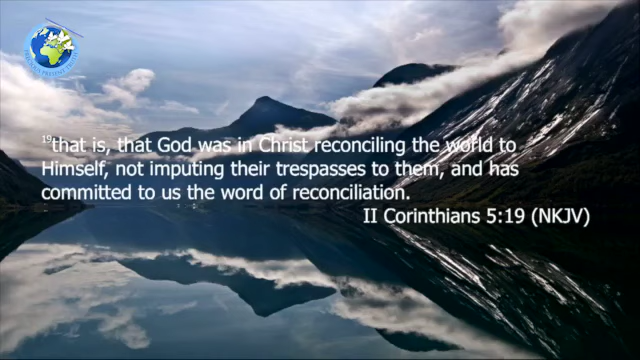 ¹⁹that is, that God was in Christ reconciling the world to
Himself, not imputing their trespasses to them, and has
committed to us the word of reconciliation.
II Corinthians 5:19 (NKJV)